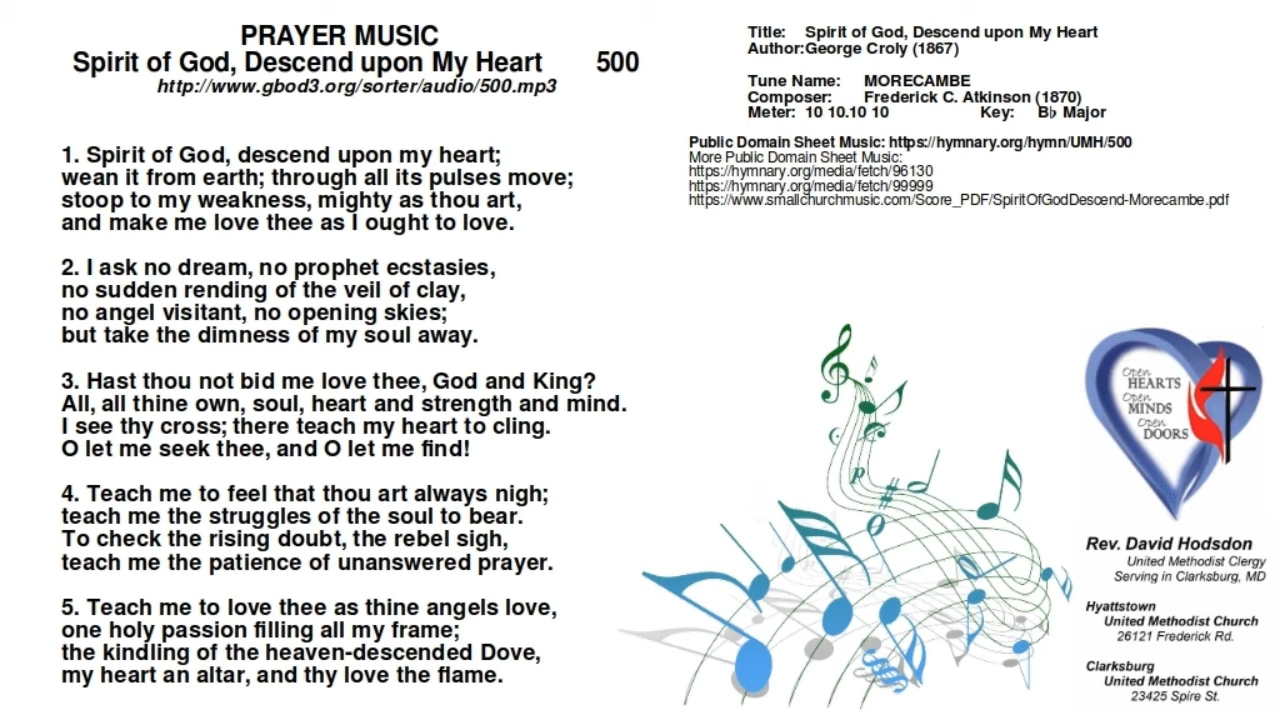 PRAYER MUSIC
Spirit of God, Descend upon My Heart 500
http://www.gbod3.org/sorter/audio/500.mp3
1. Spirit of God, descend upon my heart;
wean it from earth; through all its pulses move;
stoop to my weakness, mighty as thou art,
and make me love thee as I ought to love.
2. I ask no dream, no prophet ecstasies,
no sudden rending of the veil of clay,
no angel visitant, no opening skies;
but take the dimness of my soul away.
3. Hast thou not bid me love thee, God and King?
All, all thine own, soul, heart and strength and mind.
I see thy cross; there teach my heart to cling.
O let me seek thee, and O let me find!
4. Teach me to feel that thou art always nigh;
teach me the struggles of the soul to bear.
To check the rising doubt, the rebel sigh,
teach me the patience of unanswered prayer.
5. Teach me to love thee as thine angels love,
one holy passion filling all my frame;
the kindling of the heaven-descended Dove,
my heart an altar, and thy love the flame.
Title: Spirit of God, Descend upon My Heart
Author:George Croly (1867)
Tune Name: MORECAMBE
Composer: Frederick C. Atkinson (1870)
Meter: 10 10.10 10 Key: B♭ Major
Public Domain Sheet Music: https://hymnary.org/hymn/UMH/500
More Public Domain Sheet Music:
https://hymnary.org/media/fetch/96130
https://hymnary.org/media/fetch/99999
https://www.smallchurchmusic.com/Score_PDF/SpiritOfGodDescend-Morecambe.pdf
Open
HEARTS
Open
MINDS
Open
DOORS
Rev. David Hodsdon
United Methodist Clergy
Serving in Clarksburg, MD
Hyattstown
United Methodist Church
26121 Frederick Rd.
Clarksburg
United Methodist Church
23425 Spire St.